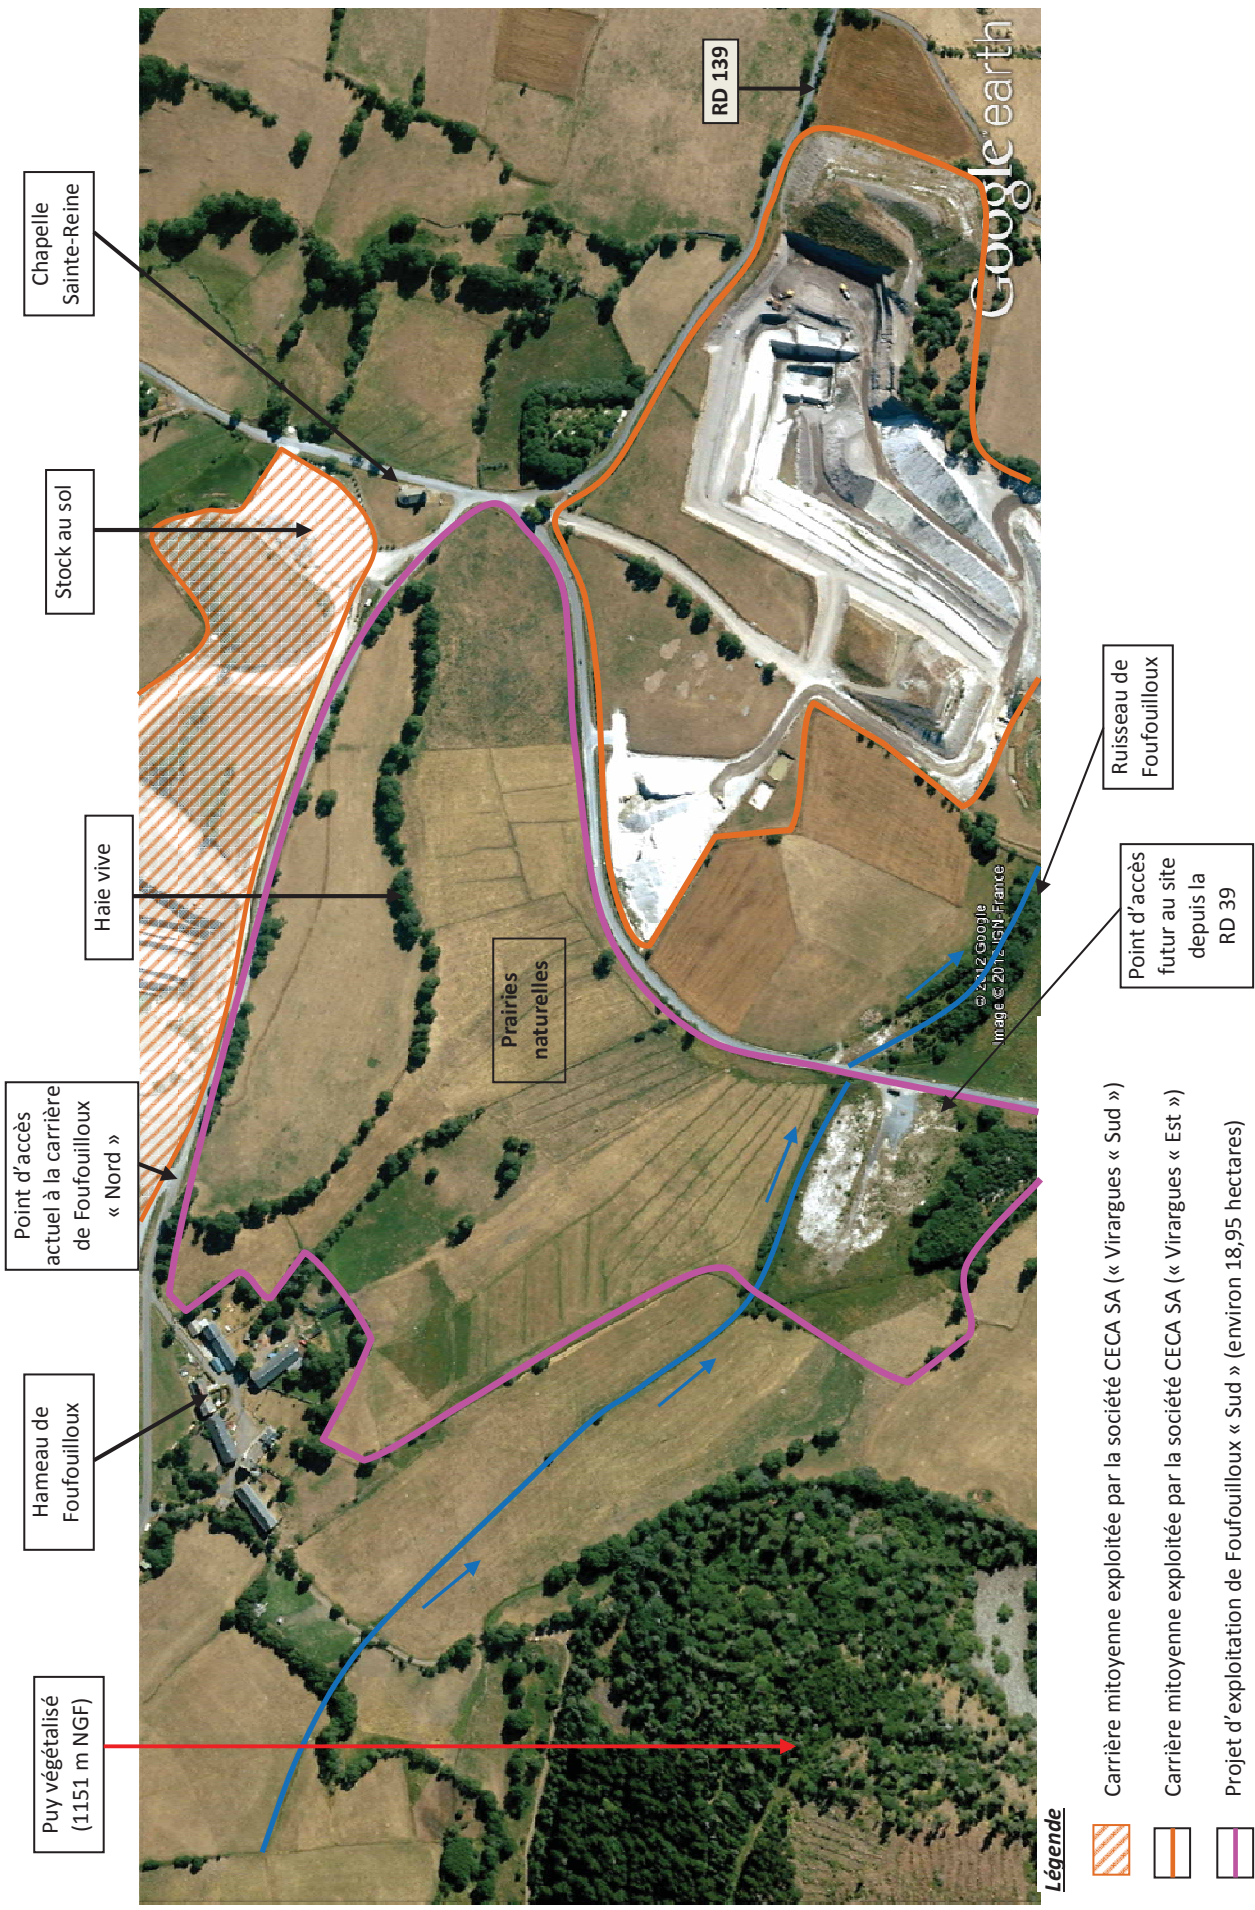 Puy végétalisé
(1151 m NGF)
Hameau de
Foufouilloux
Point d'accès
actuel à la carrière
de Foufouilloux
« Nord »
Haie vive
Stock au sol
Chapelle
Sainte-Reine
RD 139
Prairies
naturelles
Ruisseau de
Foufouilloux
Point d'accès
futur au site
depuis la
RD 39
© 2012 Google
Image © 2012 IGN-France
Google earth
Légende
Carrière mitoyenne exploitée par la société CECA SA (« Virargues « Sud »)
Carrière mitoyenne exploitée par la société CECA SA (« Virargues « Est »)
Projet d'exploitation de Foufouilloux « Sud » (environ 18,95 hectares)